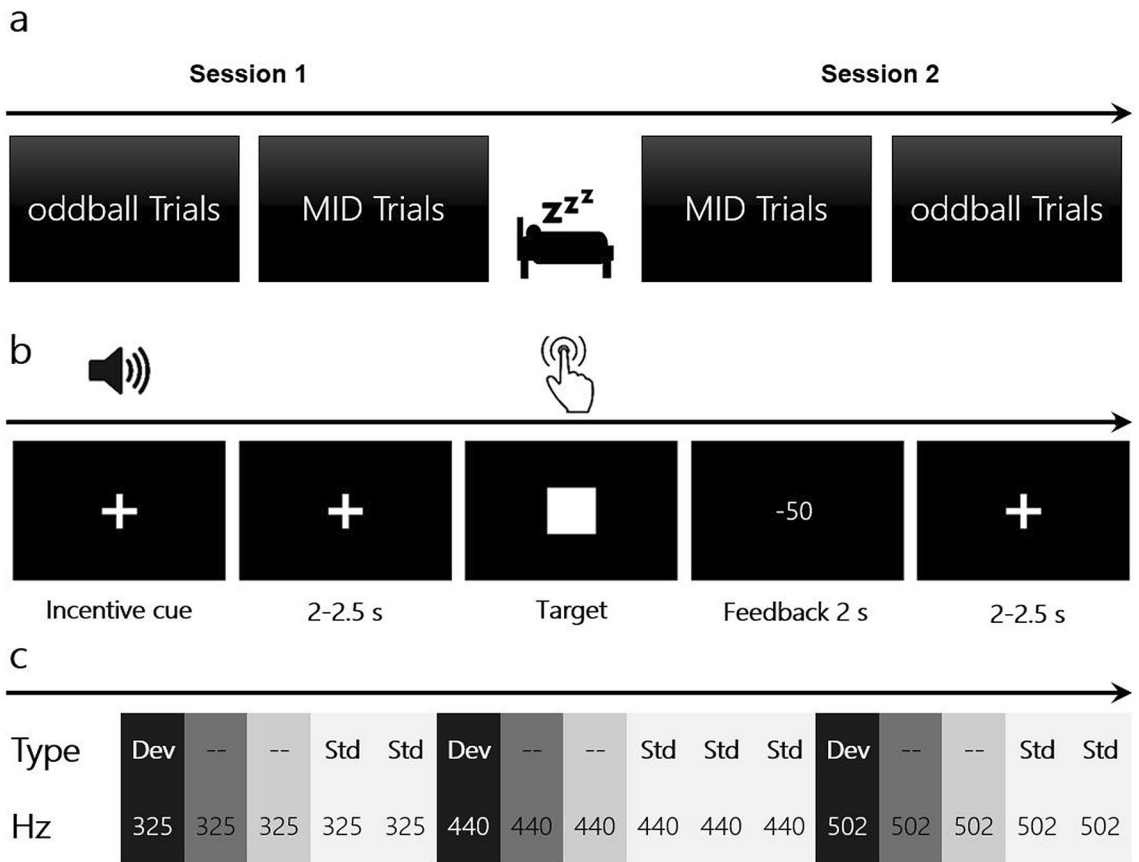 a
Session 1 Session 2
oddball Trials MID Trials zzz MID Trials oddball Trials
b
-50
Incentive cue 2-2.5 s Target Feedback 2 s 2-2.5 s
c
Type Dev -- -- Std Std Dev -- -- Std Std Std Dev -- -- Std Std
Hz 325 325 325 325 325 440 440 440 440 440 440 502 502 502 502 502